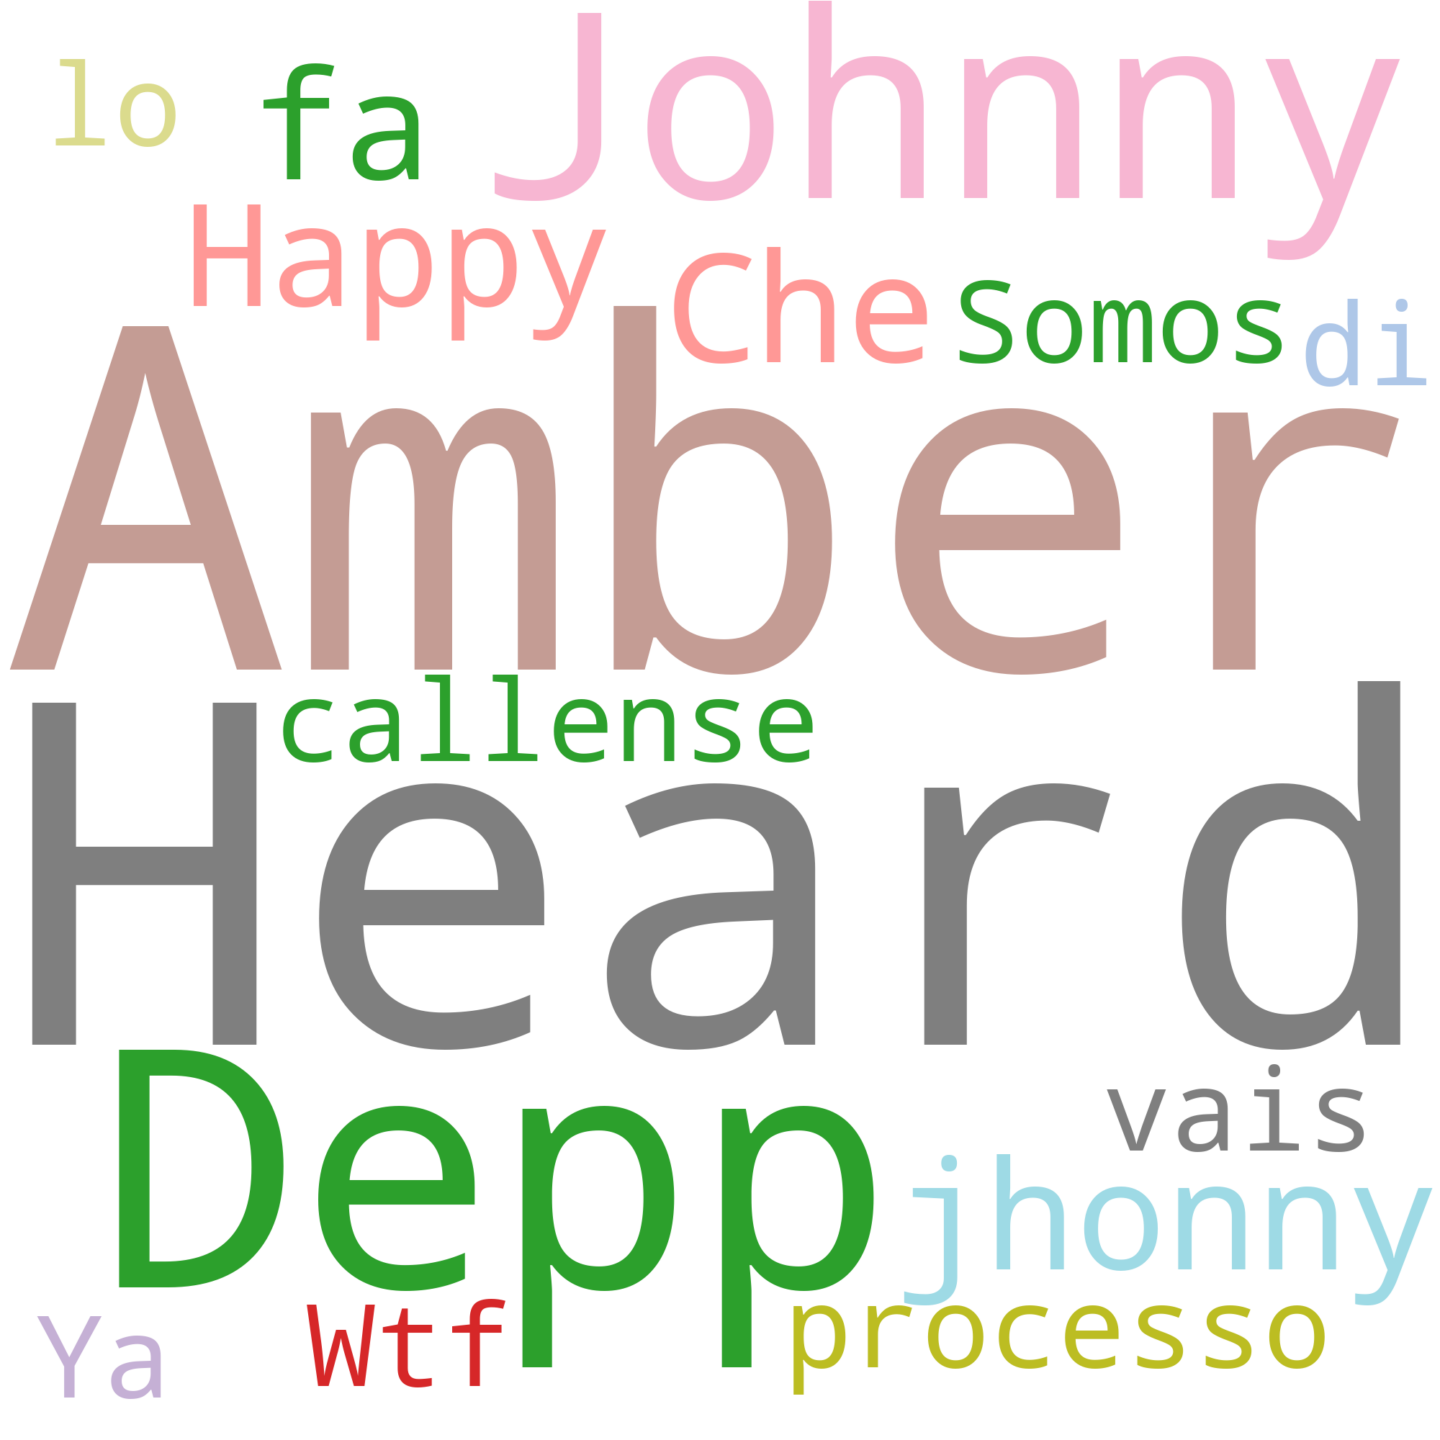 lo fa Johnny
Happy Che Somos di
Amber
callense
Heard
Depp vais
jhonny
Ya Wtf processo